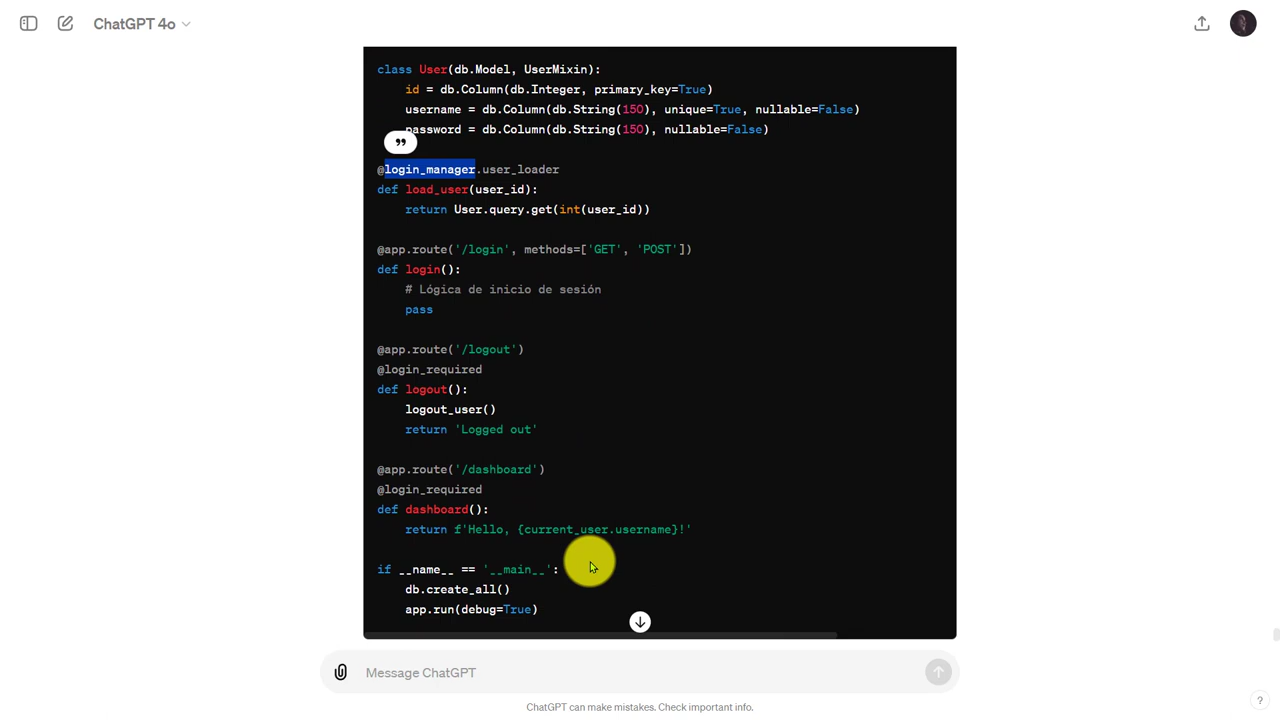 ChatGPT 4o
class User(db.Model, UserMixin):
    id = db.Column(db.Integer, primary_key=True)
    username = db.Column(db.String(150), unique=True, nullable=False)
    password = db.Column(db.String(150), nullable=False)
@login_manager.user_loader
def load_user(user_id):
    return User.query.get(int(user_id))
@app.route('/login', methods=['GET', 'POST'])
def login():
    # Lógica de inicio de sesión
    pass
@app.route('/logout')
@login_required
def logout():
    logout_user()
    return 'Logged out'
@app.route('/dashboard')
@login_required
def dashboard():
    return f'Hello, {current_user.username}!'
if __name__ == '__main__':
    db.create_all()
    app.run(debug=True)
Message ChatGPT
ChatGPT can make mistakes. Check important info.
?